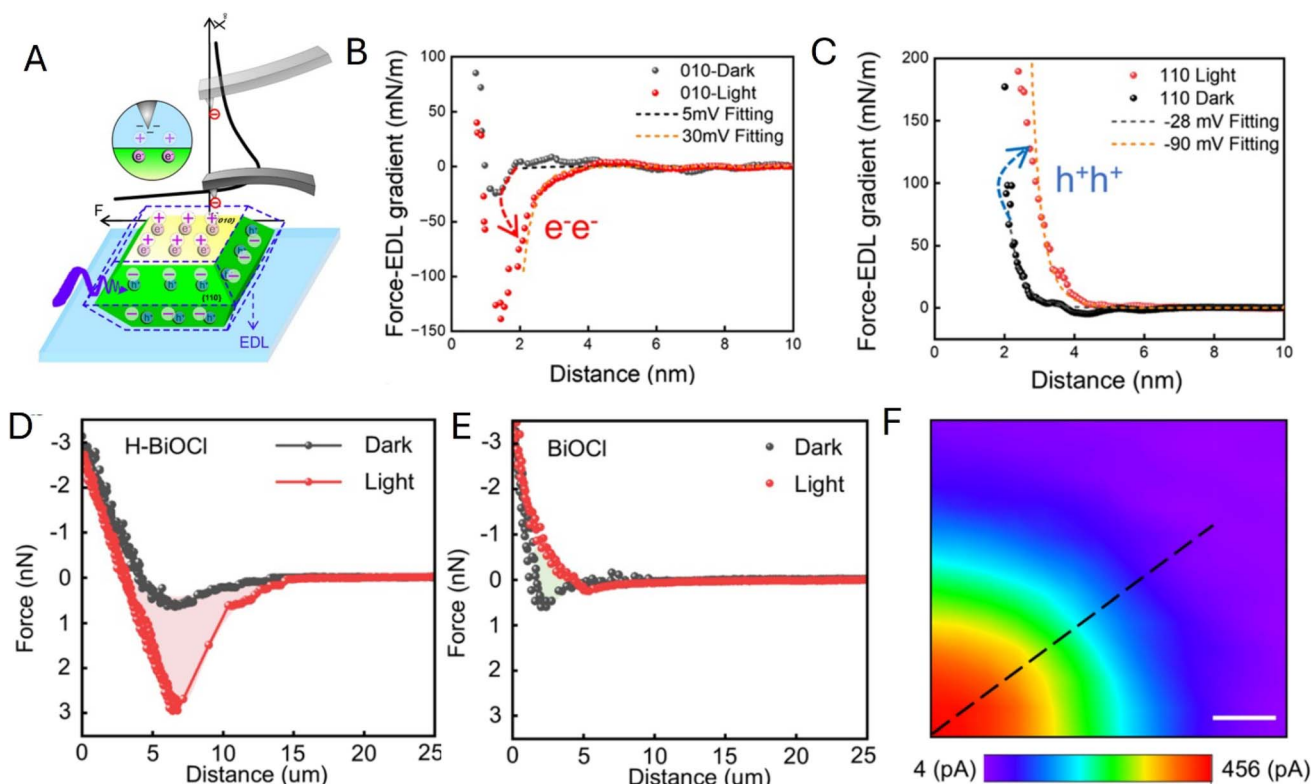 A
F
{010}
{110}
EDL
B
Force-EDL gradient (mN/m)
100
50
0
−50
−100
−150
010-Dark
010-Light
5mV Fitting
30mV Fitting
e⁻e⁻
0 2 4 6 8 10
Distance (nm)
C
Force-EDL gradient (mN/m)
200
150
100
50
0
110 Light
110 Dark
-28 mV Fitting
-90 mV Fitting
h⁺h⁺
0 2 4 6 8 10
Distance (nm)
D
H-BiOCl
Dark
Light
Force (nN)
-3
-2
-1
0
1
2
3
0 5 10 15 20 25
Distance (um)
E
BiOCl
Dark
Light
Force (nN)
-3
-2
-1
0
1
2
3
0 5 10 15 20 25
Distance (um)
F
4 (pA) 456 (pA)